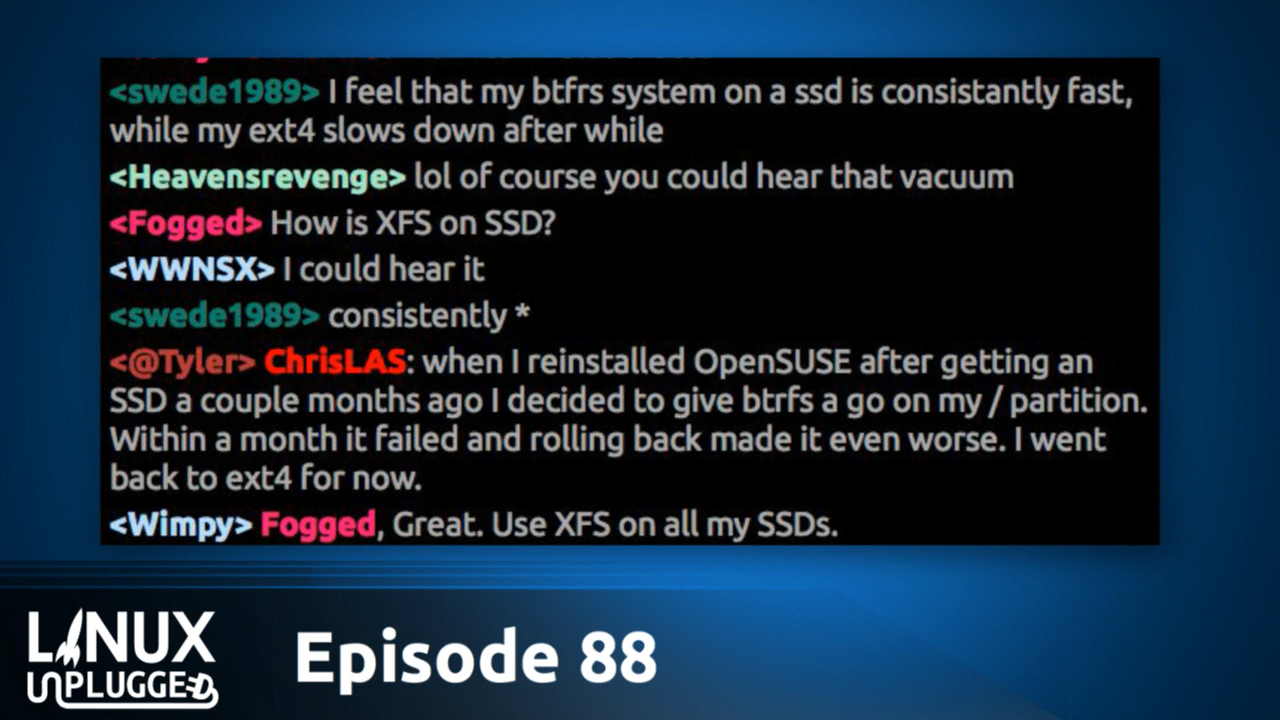 <swede1989> I feel that my btfrs system on a ssd is consistantly fast,
while my ext4 slows down after while
<Heavensrevenge> lol of course you could hear that vacuum
<Fogged> How is XFS on SSD?
<WWNSX> I could hear it
<swede1989> consistently *
<@Tyler> ChrisLAS: when I reinstalled OpenSUSE after getting an
SSD a couple months ago I decided to give btrfs a go on my / partition.
Within a month it failed and rolling back made it even worse. I went
back to ext4 for now.
<Wimpy> Fogged, Great. Use XFS on all my SSDs.
LINUX
UNPLUGGED
Episode 88